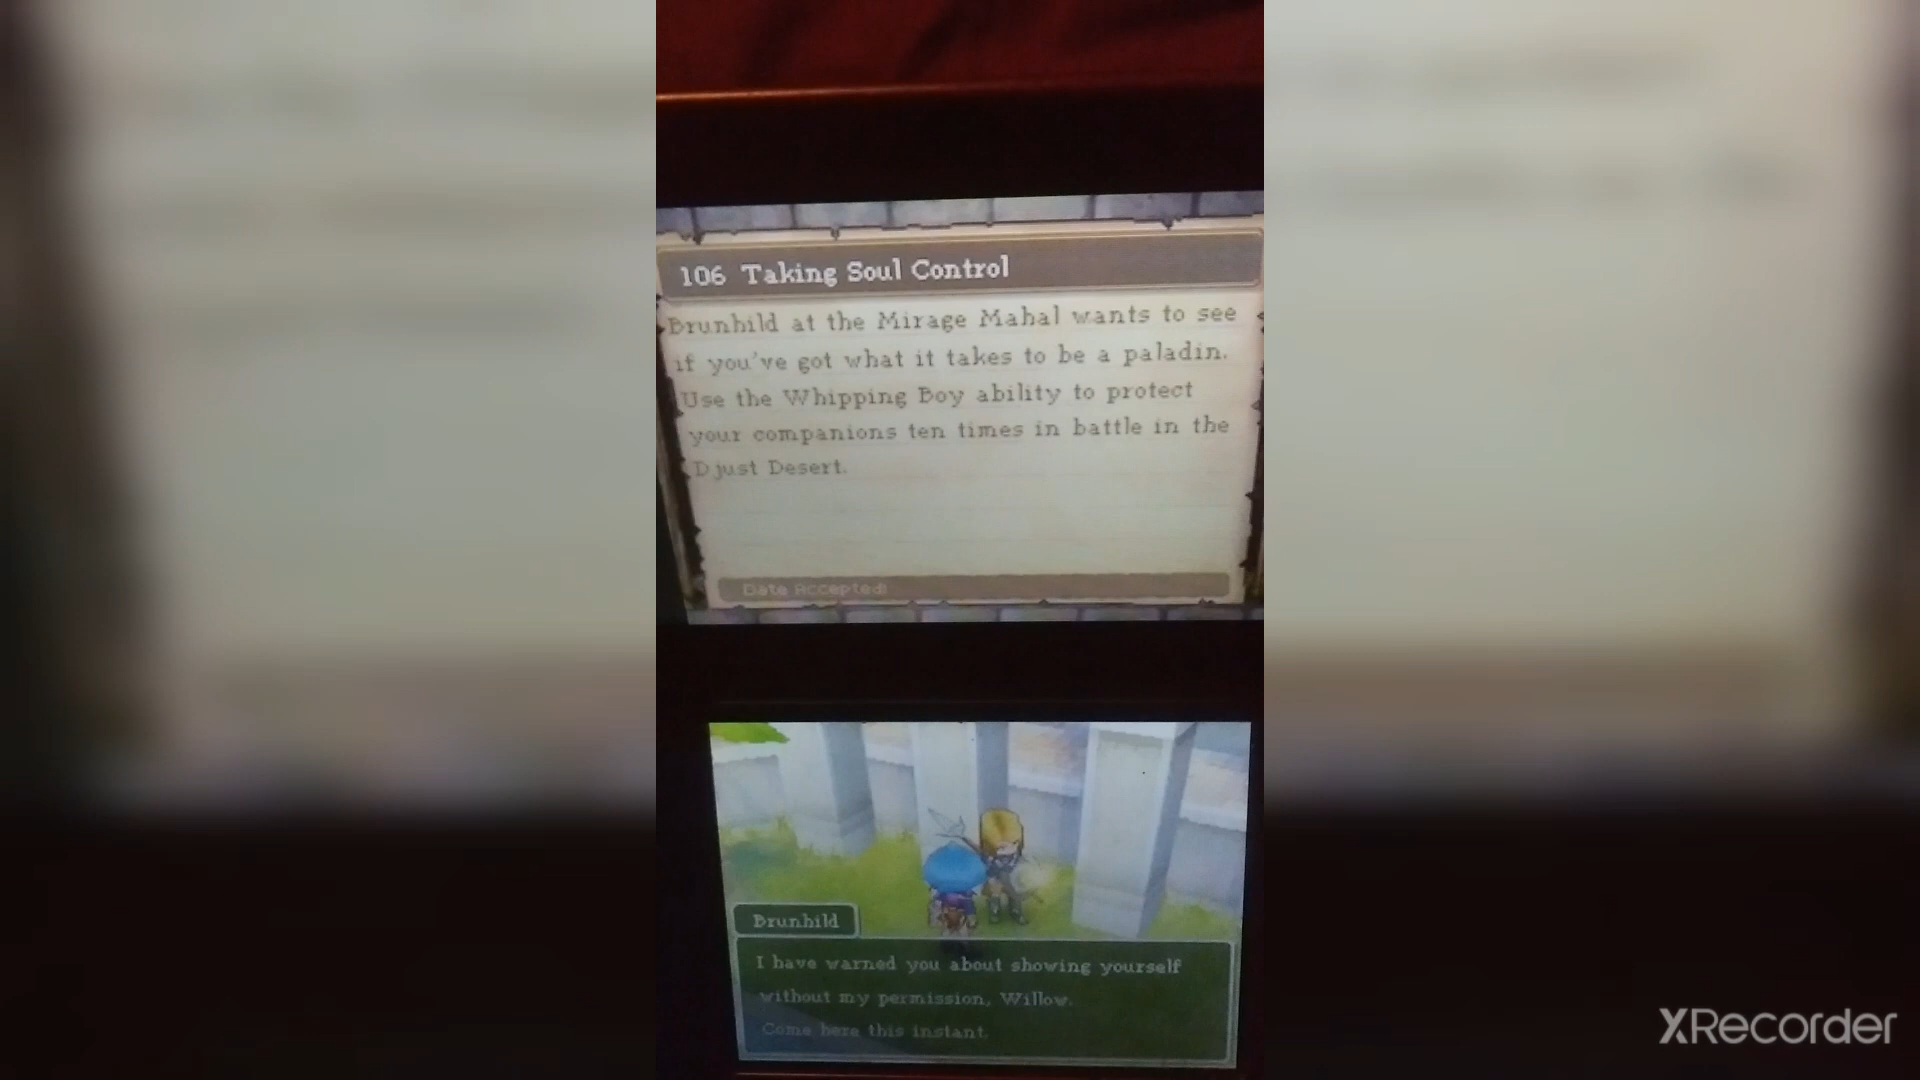 106 Taking Soul Control
Brunhild at the Mirage Mahal wants to see
if you've got what it takes to be a paladin.
Use the Whipping Boy ability to protect
your companions ten times in battle in the
Djust Desert.
Date Accepted:
Brunhild
I have warned you about showing yourself
without my permission, Willow.
Come here this instant.
XRecorder